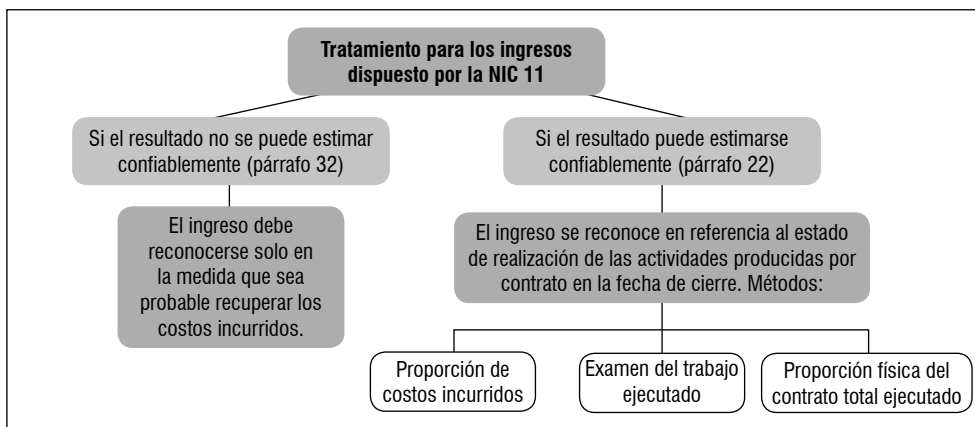 Tratamiento para los ingresos
dispuesto por la NIC 11
Si el resultado no se puede estimar
confiablemente (párrafo 32)
El ingreso debe
reconocerse solo en
la medida que sea
probable recuperar los
costos incurridos.
Si el resultado puede estimarse
confiablemente (párrafo 22)
El ingreso se reconoce en referencia al estado
de realización de las actividades producidas por
contrato en la fecha de cierre. Métodos:
Proporción de
costos incurridos
Examen del trabajo
ejecutado
Proporción física del
contrato total ejecutado